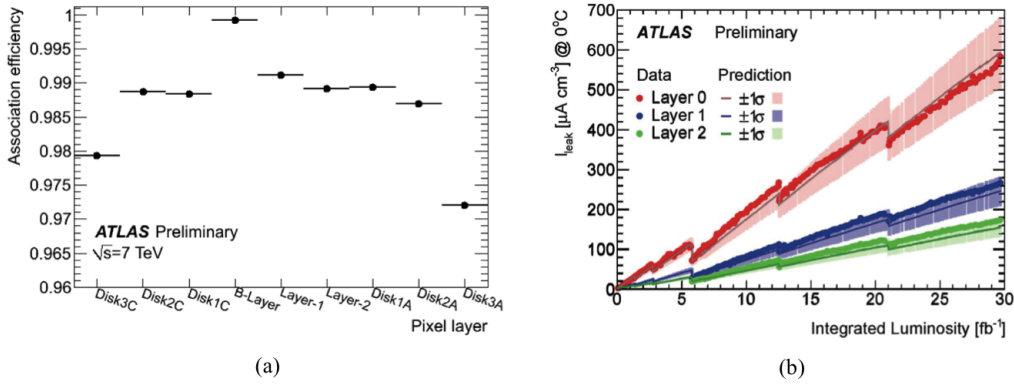 Association efficiency
1
0.995
0.99
0.985
0.98
0.975
0.97
0.965
0.96
ATLAS Preliminary
√s=7 TeV
Disk3C
Disk2C
Disk1C
B-Layer
Layer-1
Layer-2
Disk1A
Disk2A
Disk3A
Pixel layer
(a)
I leak [μA cm-3] @ 0°C
700
600
500
400
300
200
100
0
ATLAS Preliminary
Data Prediction
Layer 0 ±1σ
Layer 1 ±1σ
Layer 2 ±1σ
0 5 10 15 20 25 30
Integrated Luminosity [fb-1]
(b)